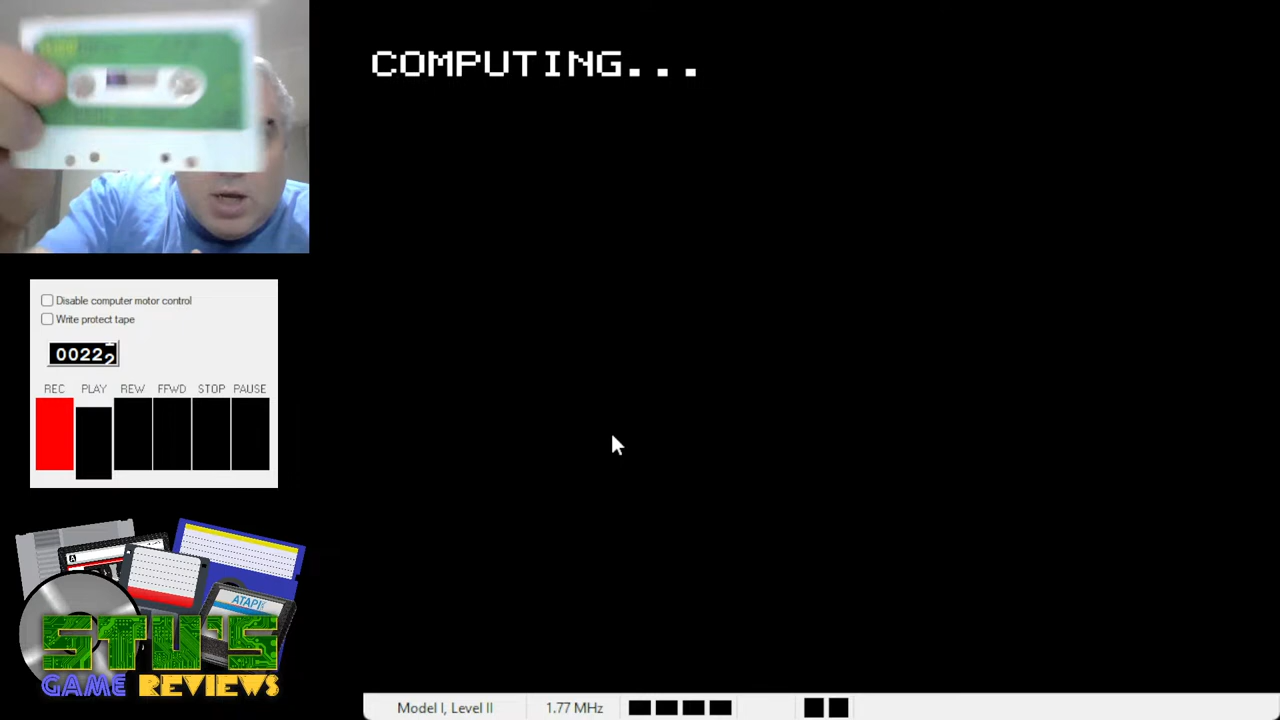 COMPUTING...
Disable computer motor control
Write protect tape
00222
REC PLAY REW FFWD STOP PAUSE
A
ATARI
STU'S
GAME REVIEWS
Model I, Level II 1.77 MHz